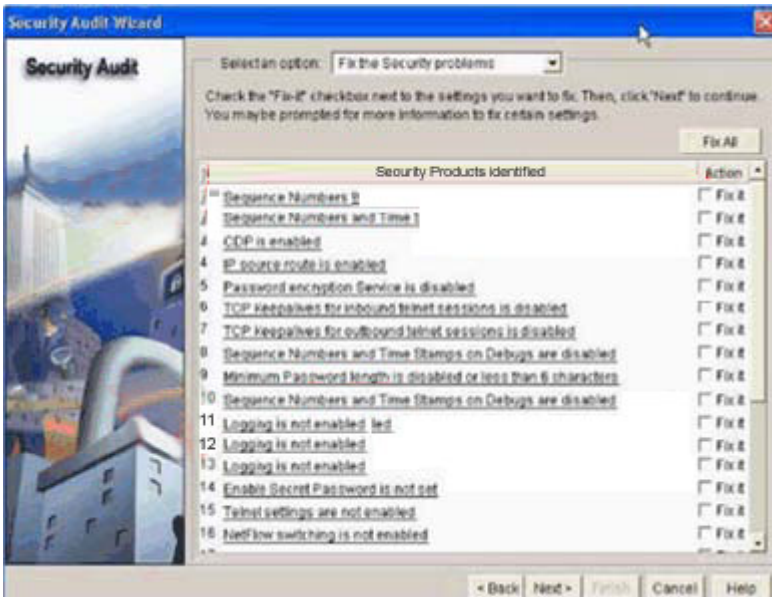 Security Audit Wizard
Security Audit
Select an option: Fix the Security problems
Check the "Fix-it" checkbox next to the settings you want to fix. Then, click "Next" to continue.
You may be prompted for more information to fix certain settings.
Fix All
Security Products identified Action
Sequence Numbers Fix it
Sequence Numbers and Time Fix it
CDP is enabled Fix it
4 IP source route is enabled Fix it
5 Password encryption Service is disabled Fix it
6 TCP Keepalives for inbound telnet sessions is disabled Fix it
7 TCP Keepalives for outbound telnet sessions is disabled Fix it
8 Sequence Numbers and Time Stamps on Debugs are disabled Fix it
9 Minimum Password length is disabled or less than 6 characters Fix it
10 Sequence Numbers and Time Stamps on Debugs are disabled Fix it
11 Logging is not enabled led Fix it
12 Logging is not enabled Fix it
13 Logging is not enabled Fix it
14 Enable Secret Password is not set Fix it
15 Telnet settings are not enabled Fix it
16 NetFlow switching is not enabled Fix it
< Back Next > Finish Cancel Help